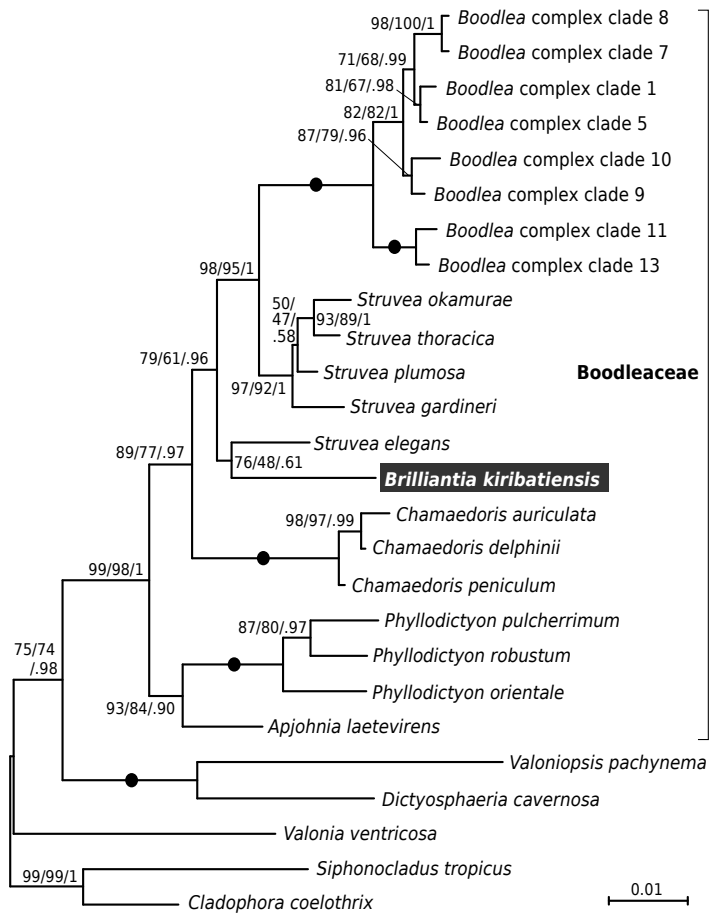 98/100/1
Boodlea complex clade 8
Boodlea complex clade 7
71/68/.99
81/67/.98
Boodlea complex clade 1
82/82/1
Boodlea complex clade 5
87/79/.96
Boodlea complex clade 10
Boodlea complex clade 9
Boodlea complex clade 11
Boodlea complex clade 13
98/95/1
50/
47/
.58
Struvea okamurae
93/89/1
Struvea thoracica
79/61/.96
Struvea plumosa
Boodleaceae
97/92/1
Struvea gardineri
89/77/.97
Struvea elegans
76/48/.61
Brilliantia kiribatiensis
98/97/.99
Chamaedoris auriculata
Chamaedoris delphinii
99/98/1
Chamaedoris peniculum
87/80/.97
Phyllodictyon pulcherrimum
75/74
/.98
Phyllodictyon robustum
Phyllodictyon orientale
93/84/.90
Apjohnia laetevirens
Valoniopsis pachynema
Dictyosphaeria cavernosa
Valonia ventricosa
99/99/1
Siphonocladus tropicus
Cladophora coelothrix
0.01